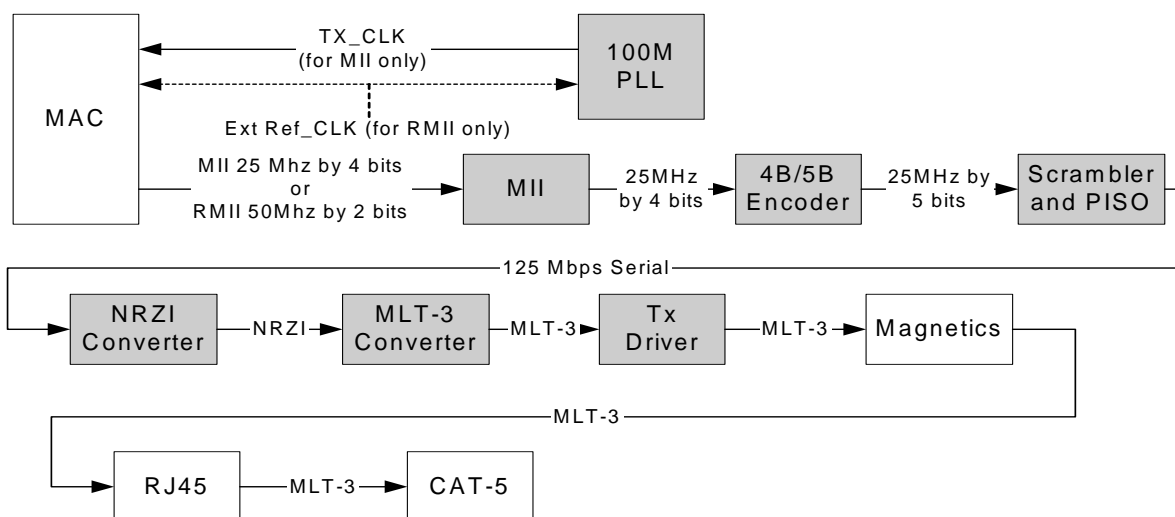 TX_CLK
(for MII only)
100M
PLL
MAC
Ext Ref_CLK (for RMII only)
MII 25 Mhz by 4 bits
or
RMII 50Mhz by 2 bits
MII
25MHz
by 4 bits
4B/5B
Encoder
25MHz by
5 bits
Scrambler
and PISO
125 Mbps Serial
NRZI
Converter
NRZI
MLT-3
Converter
MLT-3
Tx
Driver
MLT-3
Magnetics
MLT-3
RJ45
MLT-3
CAT-5